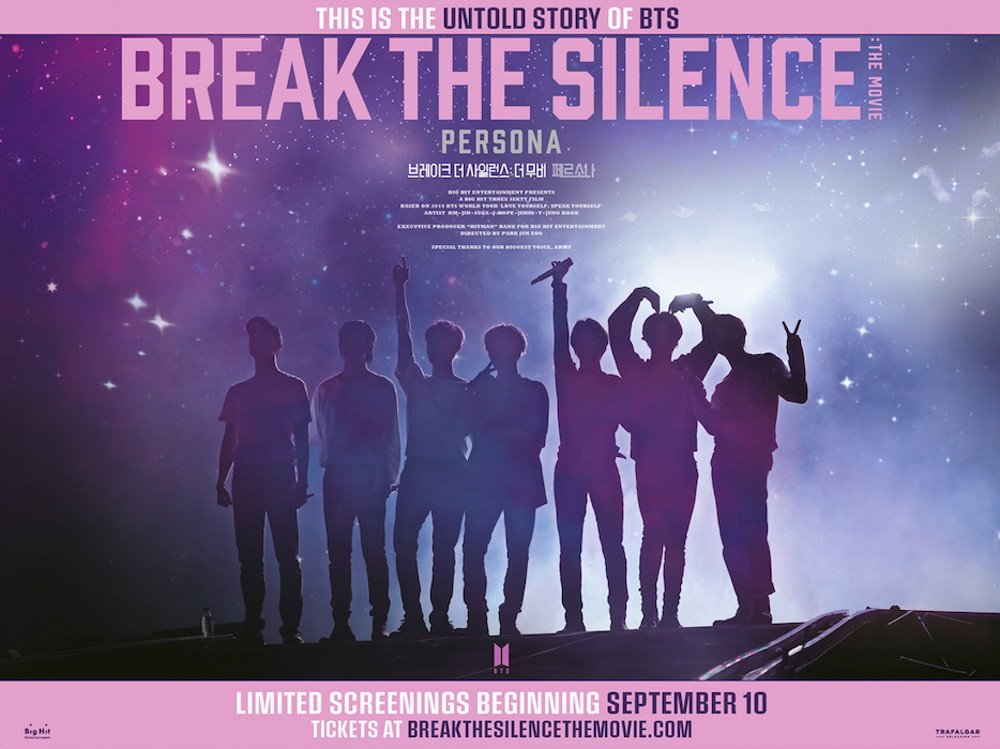 THIS IS THE UNTOLD STORY OF BTS
BREAK THE SILENCE
: THE MOVIE
PERSONA
브레이크 더 사일런스: 더 무비 페르소나
BIG HIT ENTERTAINMENT PRESENTS
A BIG HIT THREE SIXTY FILM
BASED ON 2019 BTS WORLD TOUR 'LOVE YOURSELF: SPEAK YOURSELF'
ARTIST RM · JIN · SUGA · J-HOPE · JIMIN · V · JUNG KOOK
EXECUTIVE PRODUCER "HITMAN" BANG FOR BIG HIT ENTERTAINMENT
DIRECTED BY PARK JUN SOO
SPECIAL THANKS TO OUR BIGGEST VOICE, ARMY
BTS
LIMITED SCREENINGS BEGINNING SEPTEMBER 10
TICKETS AT BREAKTHESILENCETHEMOVIE.COM
Big Hit
TRAFALGAR
RELEASING